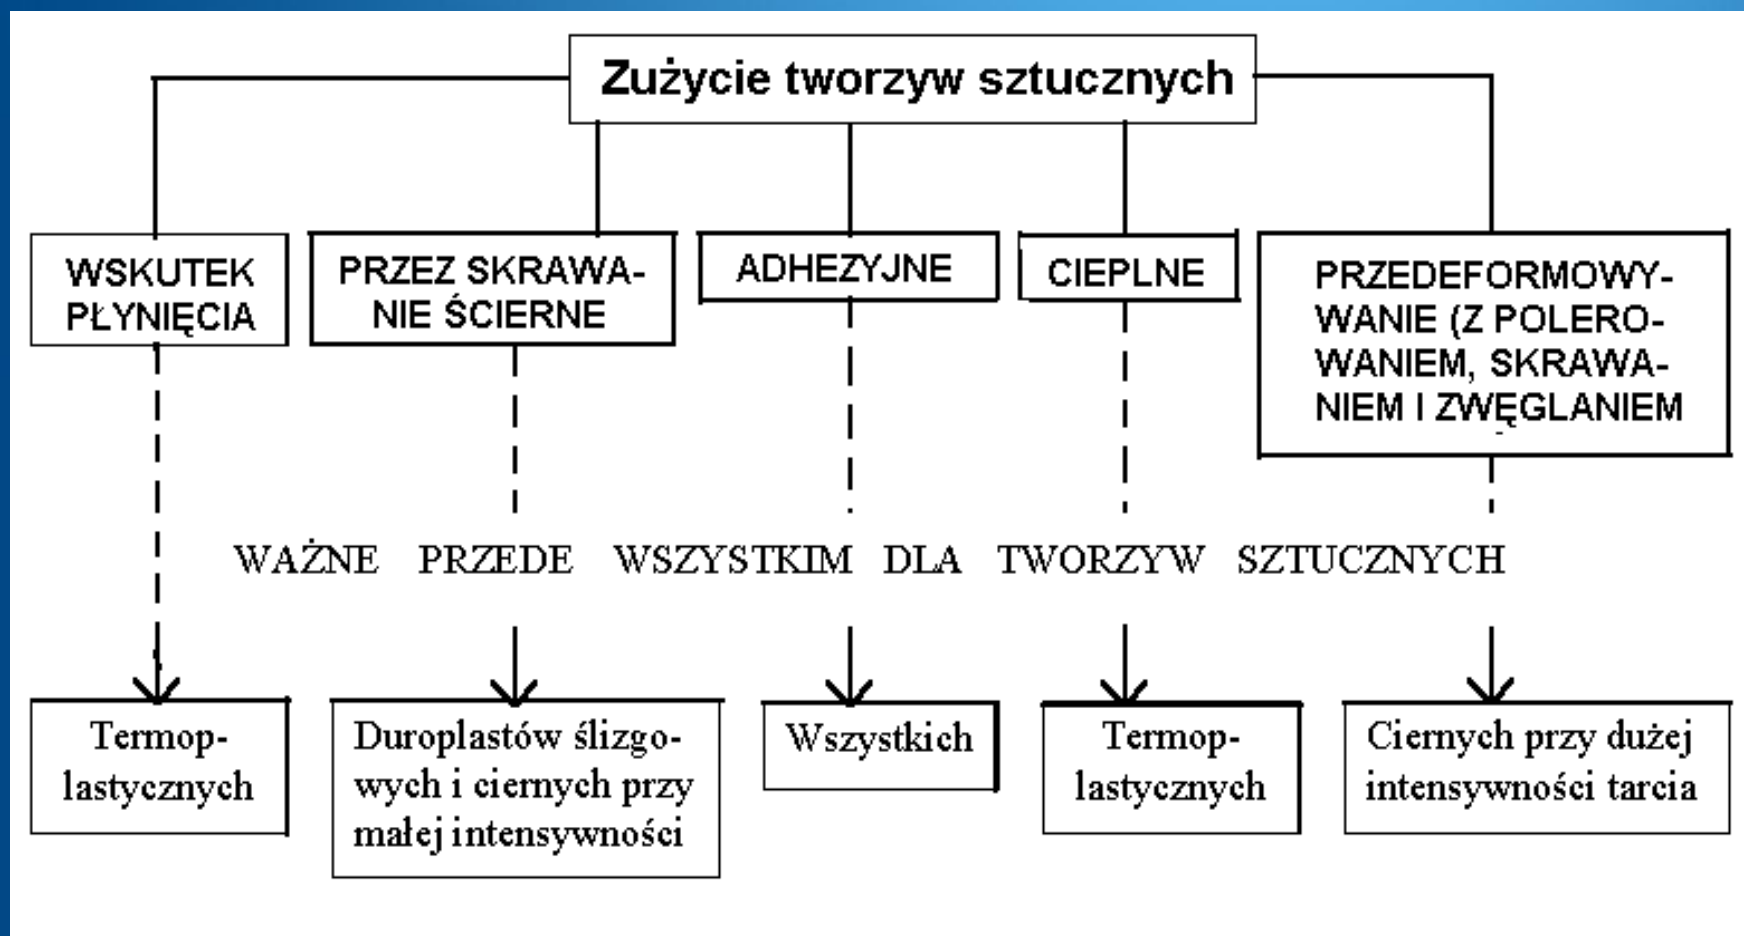 Zużycie tworzyw sztucznych
WSKUTEK
PŁYNIĘCIA
PRZEZ SKRAWA-
NIE ŚCIERNE
ADHEZYJNE
CIEPLNE
PRZEDEFORMOWY-
WANIE (Z POLERO-
WANIEM, SKRAWA-
NIEM I ZWĘGLANIEM
WAŻNE PRZEDE WSZYSTKIM DLA TWORZYW SZTUCZNYCH
Termop-
lastycznych
Duroplastów ślizgo-
wych i ciernych przy
małej intensywności
Wszystkich
Termop-
lastycznych
Ciernych przy dużej
intensywności tarcia